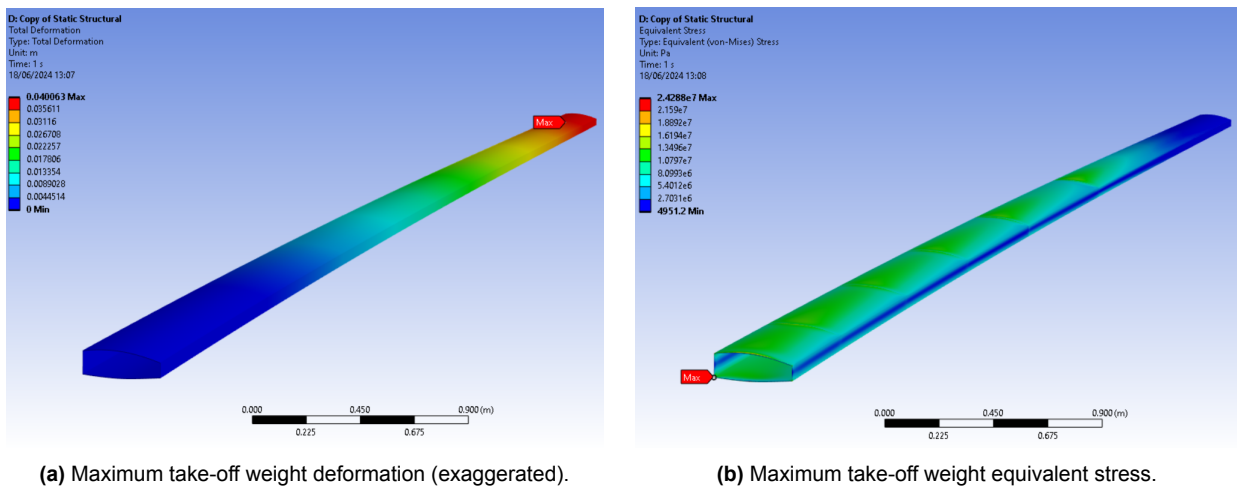 D: Copy of Static Structural
Total Deformation
Type: Total Deformation
Unit: m
Time: 1 s
18/06/2024 13:07
0.040063 Max
0.035611
0.03116
0.026708
0.022257
0.017806
0.013354
0.0089028
0.0044514
0 Min
Max
0.000 0.450 0.900 (m)
0.225 0.675
(a) Maximum take-off weight deformation (exaggerated).
D: Copy of Static Structural
Equivalent Stress
Type: Equivalent (von-Mises) Stress
Unit: Pa
Time: 1 s
18/06/2024 13:08
2.4288e7 Max
2.159e7
1.8892e7
1.6194e7
1.3496e7
1.0797e7
8.0993e6
5.4012e6
2.7031e6
4951.2 Min
Max
0.000 0.450 0.900 (m)
0.225 0.675
(b) Maximum take-off weight equivalent stress.